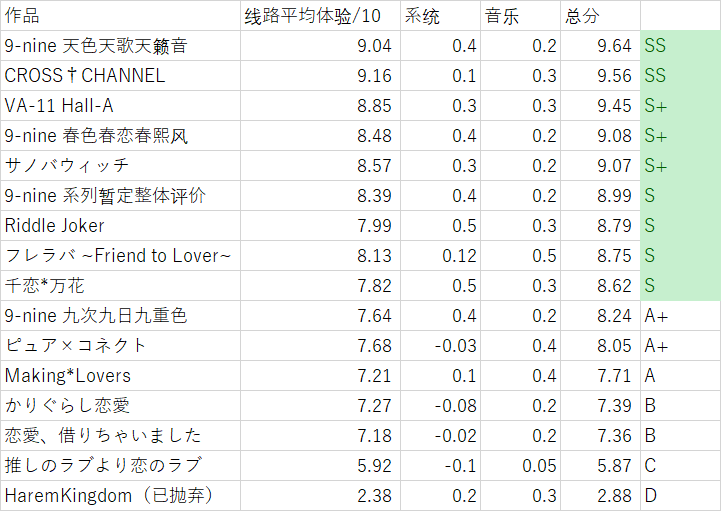 作品 线路平均体验/10 系统 音乐 总分
9-nine 天色天歌天籁音 9.04 0.4 0.2 9.64 SS
CROSS†CHANNEL 9.16 0.1 0.3 9.56 SS
VA-11 Hall-A 8.85 0.3 0.3 9.45 S+
9-nine 春色春恋春熙风 8.48 0.4 0.2 9.08 S+
サノバウィッチ 8.57 0.3 0.2 9.07 S+
9-nine 系列暂定整体评价 8.39 0.4 0.2 8.99 S
Riddle Joker 7.99 0.5 0.3 8.79 S
フレラバ ~Friend to Lover~ 8.13 0.12 0.5 8.75 S
千恋*万花 7.82 0.5 0.3 8.62 S
9-nine 九次九日九重色 7.64 0.4 0.2 8.24 A+
ピュア×コネクト 7.68 -0.03 0.4 8.05 A+
Making*Lovers 7.21 0.1 0.4 7.71 A
かりぐらし恋愛 7.27 -0.08 0.2 7.39 B
恋愛、借りちゃいました 7.18 -0.02 0.2 7.36 B
推しのラブより恋のラブ 5.92 -0.1 0.05 5.87 C
HaremKingdom（已抛弃） 2.38 0.2 0.3 2.88 D